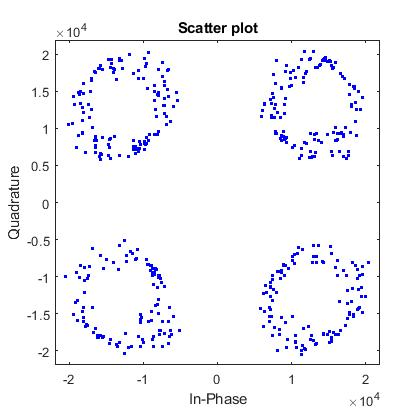 Scatter plot
×10⁴
2
1.5
1
0.5
0
-0.5
-1
-1.5
-2
Quadrature
-2 -1 0 1 2
In-Phase
×10⁴